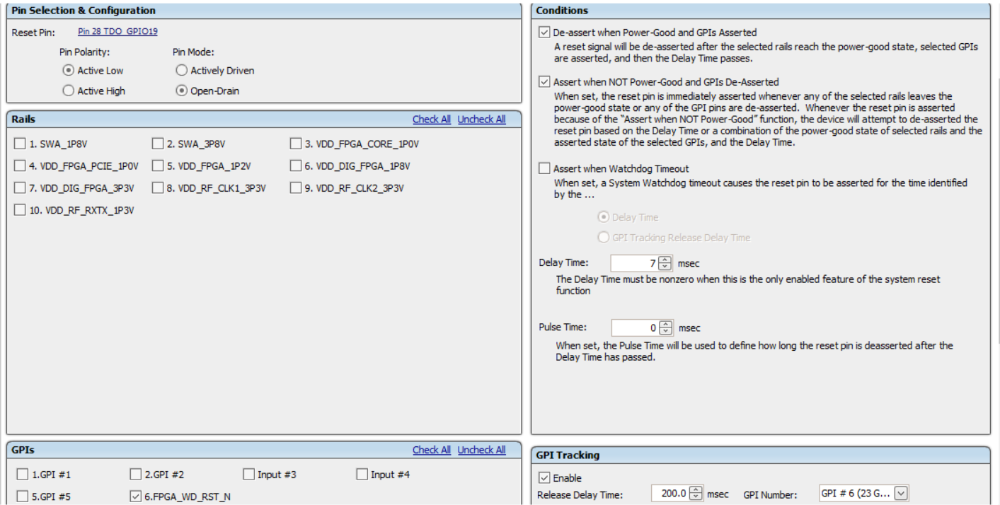 Pin Selection & Configuration
Reset Pin: Pin 28 TDO_GPIO19
Pin Polarity: Pin Mode:
Active Low Actively Driven
Active High Open-Drain
Rails Check All Uncheck All
1. SWA_1P8V 2. SWA_3P8V 3. VDD_FPGA_CORE_1P0V
4. VDD_FPGA_PCIE_1P0V 5. VDD_FPGA_1P2V 6. VDD_DIG_FPGA_1P8V
7. VDD_DIG_FPGA_3P3V 8. VDD_RF_CLK1_3P3V 9. VDD_RF_CLK2_3P3V
10. VDD_RF_RXTX_1P3V
GPIs Check All Uncheck All
1.GPI #1 2.GPI #2 Input #3 Input #4
5.GPI #5 6.FPGA_WD_RST_N
Conditions
De-assert when Power-Good and GPIs Asserted
A reset signal will be de-asserted after the selected rails reach the power-good state, selected GPIs
are asserted, and then the Delay Time passes.
Assert when NOT Power-Good and GPIs De-Asserted
When set, the reset pin is immediately asserted whenever any of the selected rails leaves the
power-good state or any of the GPI pins are de-asserted. Whenever the reset pin is asserted
because of the "Assert when NOT Power-Good" function, the device will attempt to de-asserted the
reset pin based on the Delay Time or a combination of the power-good state of selected rails and the
asserted state of the selected GPIs, and the Delay Time.
Assert when Watchdog Timeout
When set, a System Watchdog timeout causes the reset pin to be asserted for the time identified
by the ...
Delay Time
GPI Tracking Release Delay Time
Delay Time: 7 msec
The Delay Time must be nonzero when this is the only enabled feature of the system reset
function
Pulse Time: 0 msec
When set, the Pulse Time will be used to define how long the reset pin is deasserted after the
Delay Time has passed.
GPI Tracking
Enable
Release Delay Time: 200.0 msec GPI Number: GPI # 6 (23 G...